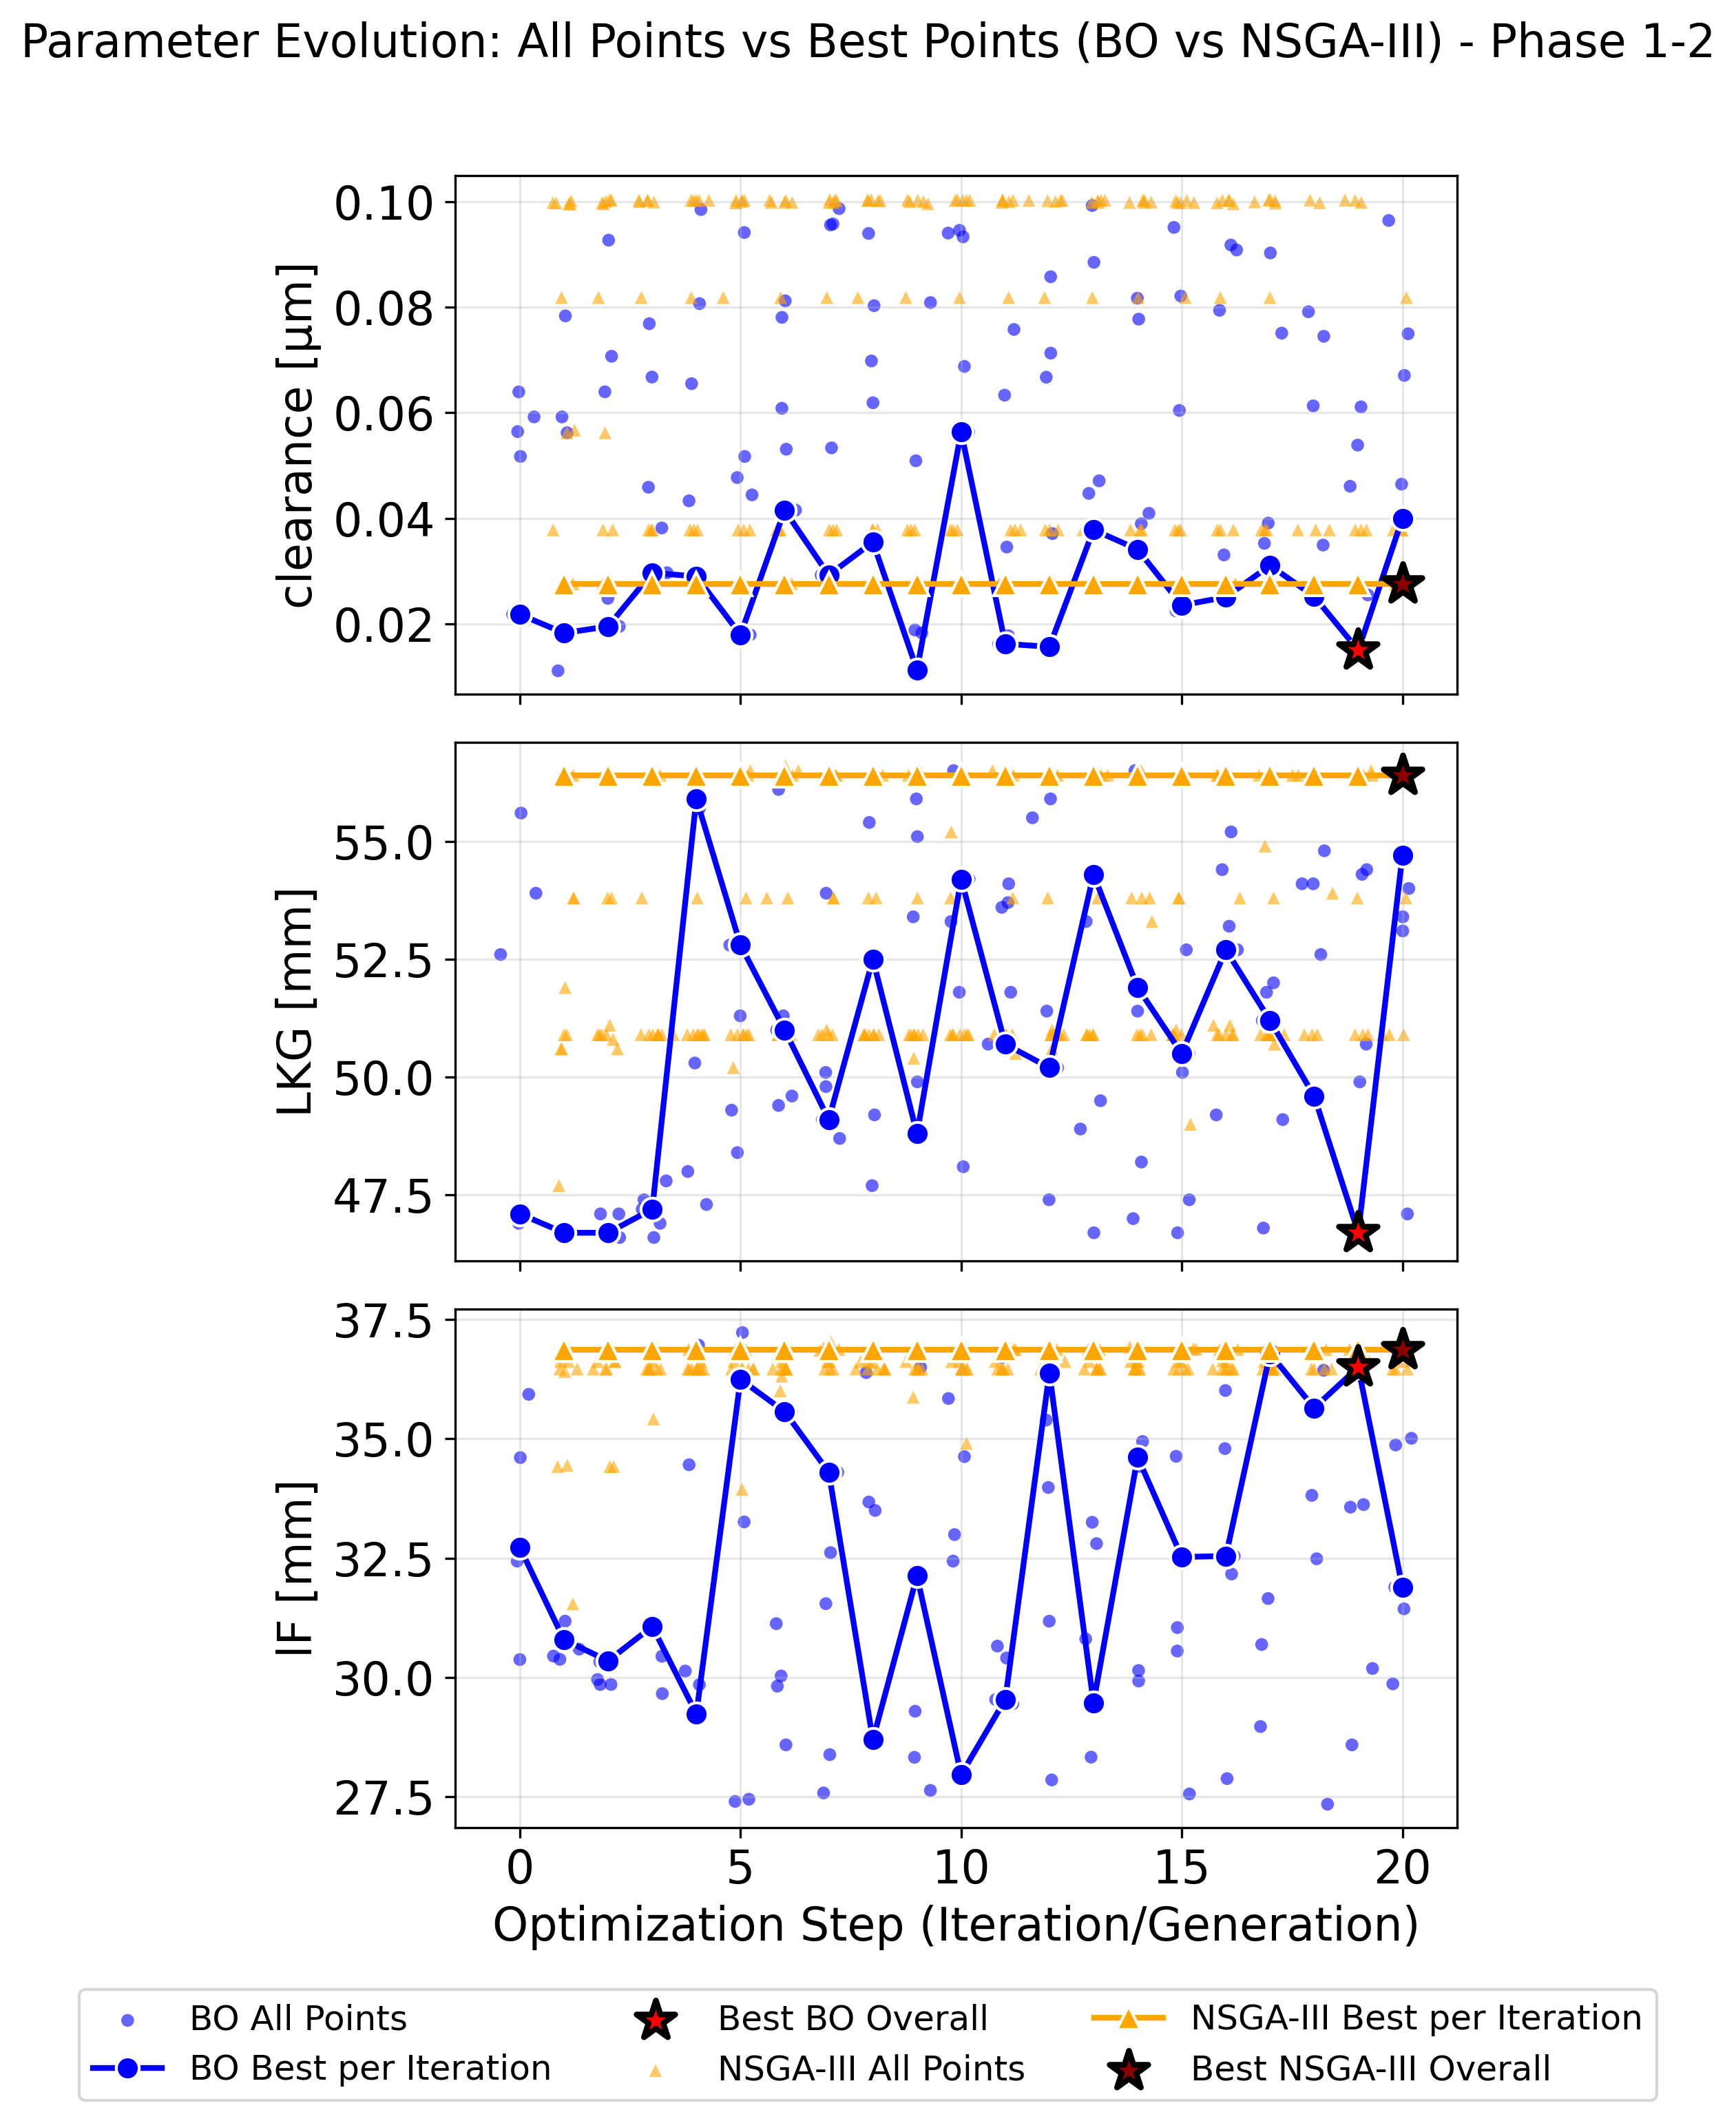 Parameter Evolution: All Points vs Best Points (BO vs NSGA-III) - Phase 1-2
0.10
0.08
0.06
0.04
0.02
clearance [µm]
55.0
52.5
50.0
47.5
LKG [mm]
37.5
35.0
32.5
30.0
27.5
IF [mm]
0 5 10 15 20
Optimization Step (Iteration/Generation)
BO All Points
BO Best per Iteration
Best BO Overall
NSGA-III All Points
NSGA-III Best per Iteration
Best NSGA-III Overall